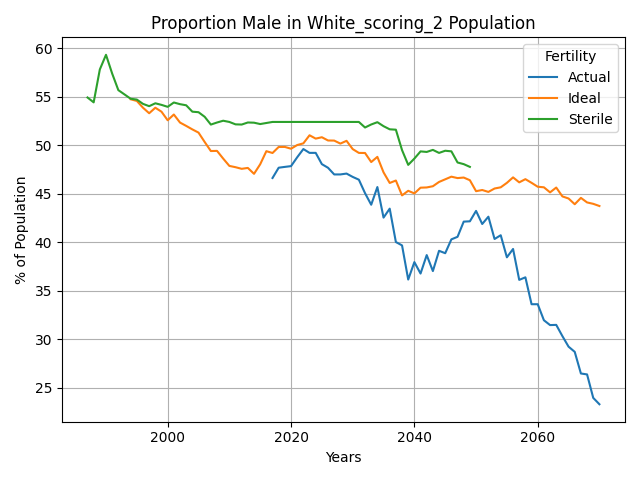 Proportion Male in White_scoring_2 Population
Fertility
Actual
Ideal
Sterile
% of Population
60
55
50
45
40
35
30
25
2000
2020
2040
2060
Years